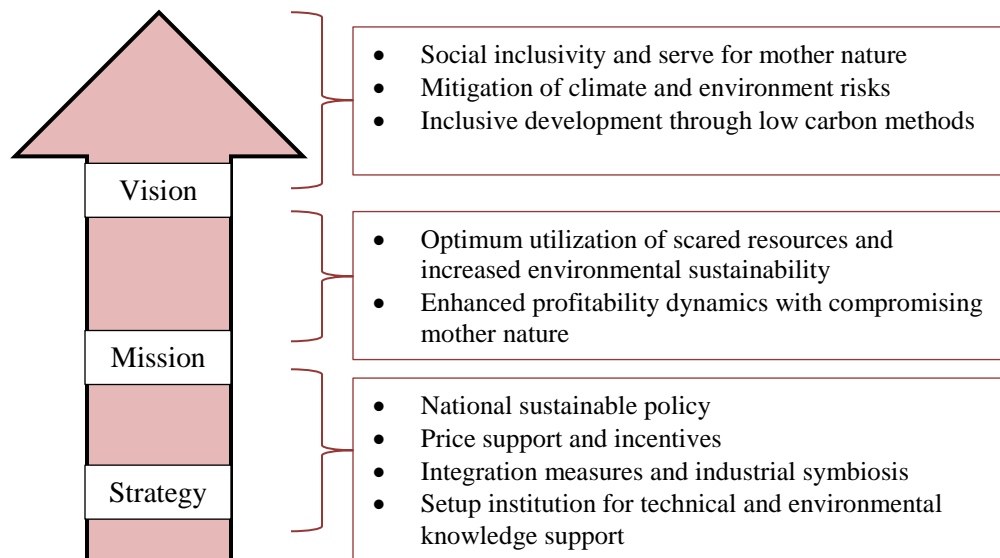 • Social inclusivity and serve for mother nature
• Mitigation of climate and environment risks
• Inclusive development through low carbon methods
Vision
• Optimum utilization of scared resources and
increased environmental sustainability
• Enhanced profitability dynamics with compromising
mother nature
Mission
• National sustainable policy
• Price support and incentives
• Integration measures and industrial symbiosis
• Setup institution for technical and environmental
knowledge support
Strategy